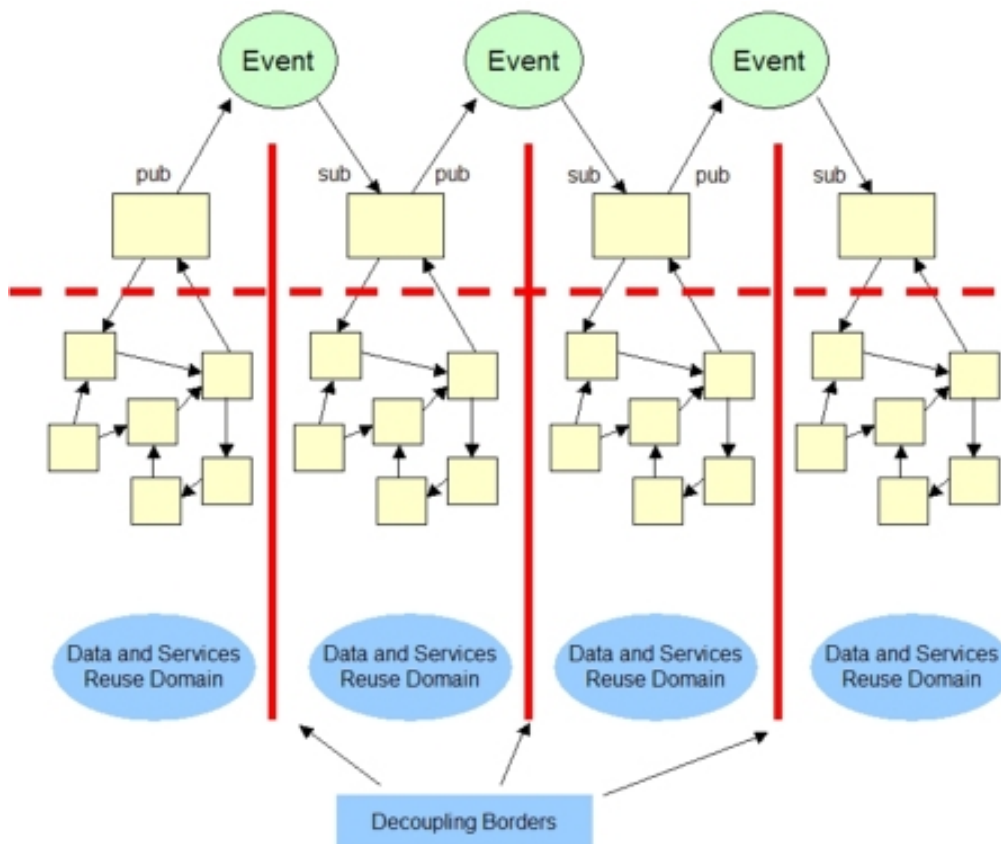 Event
Event
Event
pub
sub
pub
sub
pub
sub
Data and Services
Reuse Domain
Data and Services
Reuse Domain
Data and Services
Reuse Domain
Data and Services
Reuse Domain
Decoupling Borders